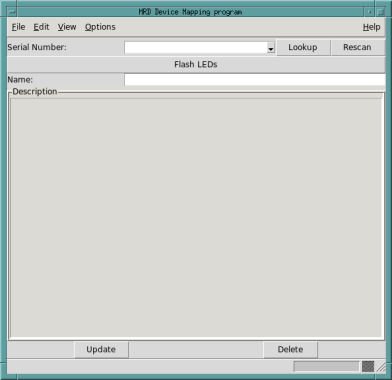 MRD Device Mapping program
File Edit View Options Help
Serial Number: Lookup Rescan
Flash LEDs
Name:
Description
Update Delete